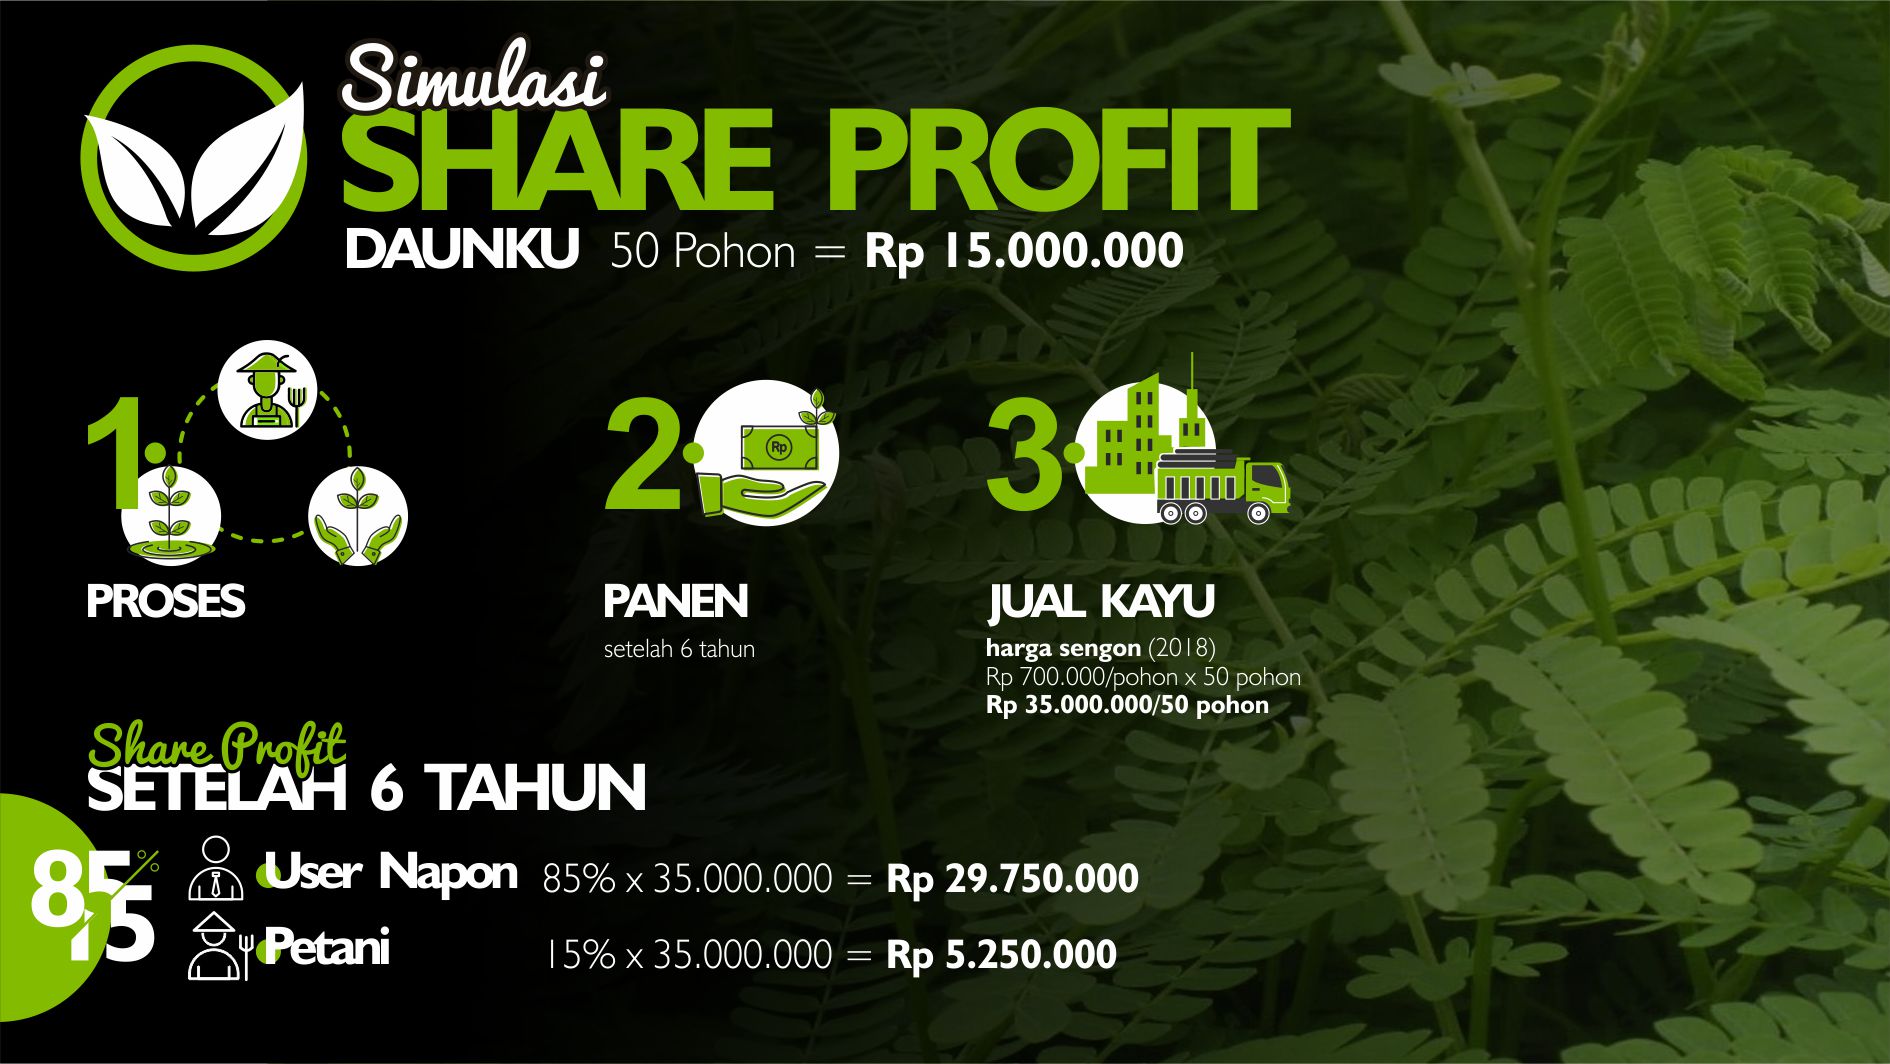 Simulasi
SHARE PROFIT
DAUNKU 50 Pohon = Rp 15.000.000
1.
2.
3.
Rp
PROSES
PANEN
setelah 6 tahun
JUAL KAYU
harga sengon (2018)
Rp 700.000/pohon x 50 pohon
Rp 35.000.000/50 pohon
Share Profit
SETELAH 6 TAHUN
85%
15
User Napon 85% x 35.000.000 = Rp 29.750.000
Petani 15% x 35.000.000 = Rp 5.250.000